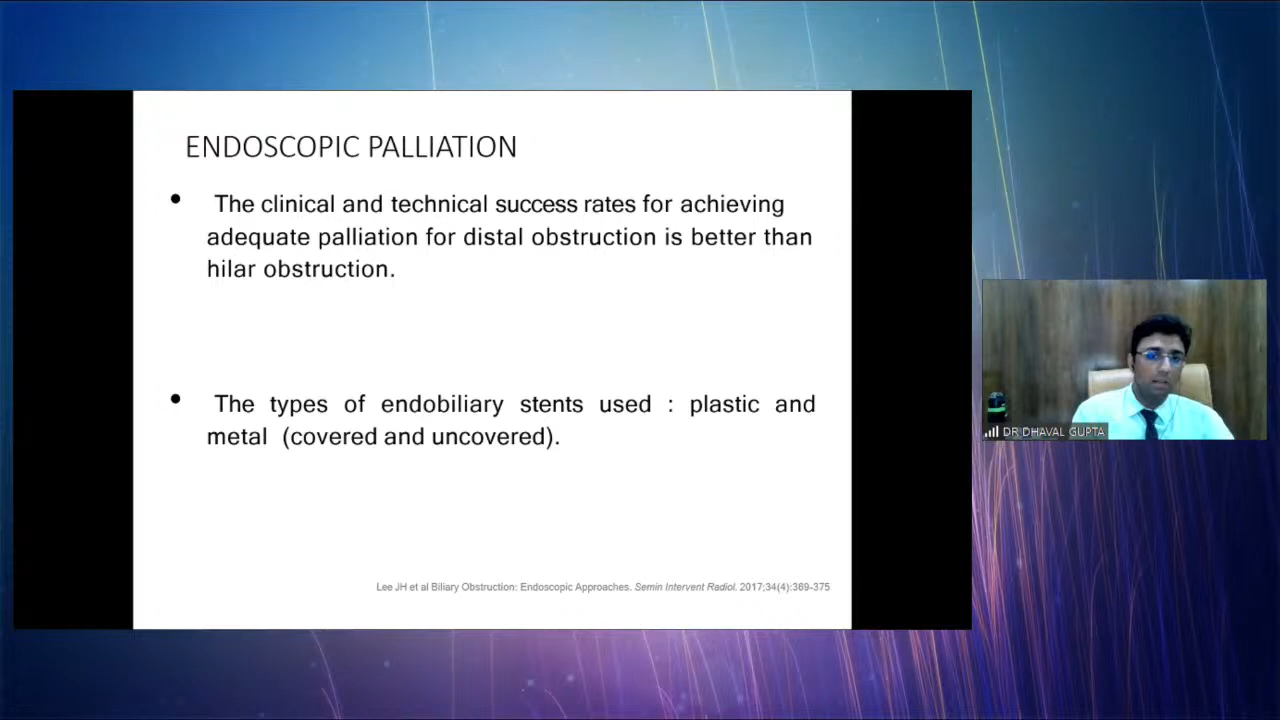 ENDOSCOPIC PALLIATION
• The clinical and technical success rates for achieving
adequate palliation for distal obstruction is better than
hilar obstruction.
• The types of endobiliary stents used : plastic and
metal (covered and uncovered).
Lee JH et al Biliary Obstruction: Endoscopic Approaches. Semin Intervent Radiol. 2017;34(4):369-375
DR DHAVAL GUPTA